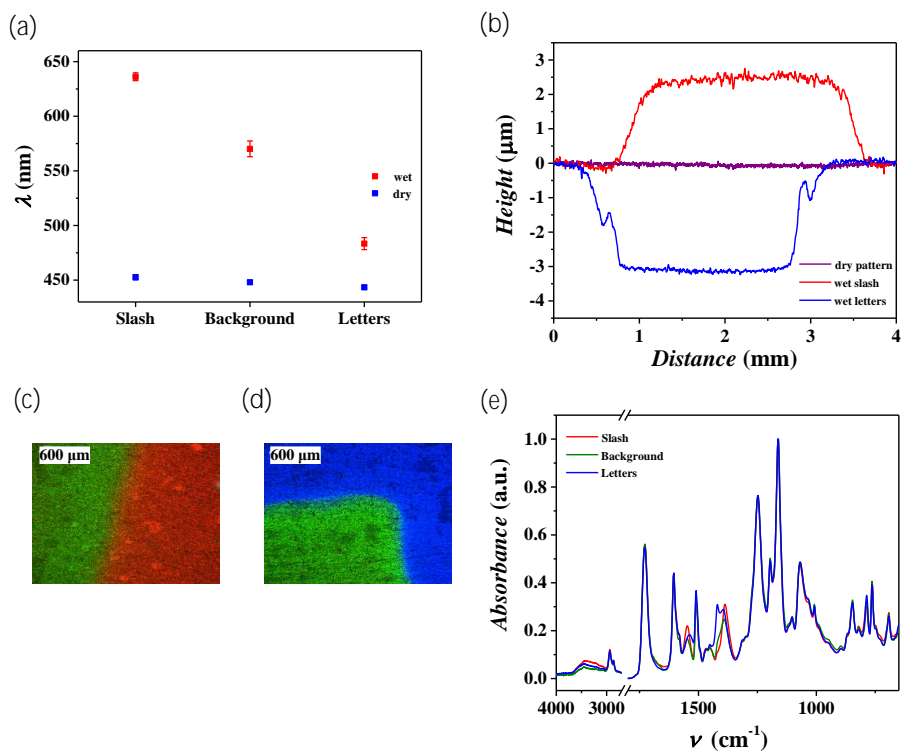 (a)
650
600
550
500
450
λ (nm)
wet
dry
Slash Background Letters
(b)
3
2
1
0
-1
-2
-3
-4
Height (μm)
dry pattern
wet slash
wet letters
0 1 2 3 4
Distance (mm)
(c)
600 μm
(d)
600 μm
(e)
Slash
Background
Letters
1.0
0.8
0.6
0.4
0.2
0.0
Absorbance (a.u.)
4000 3000 1500 1000
ν (cm⁻¹)